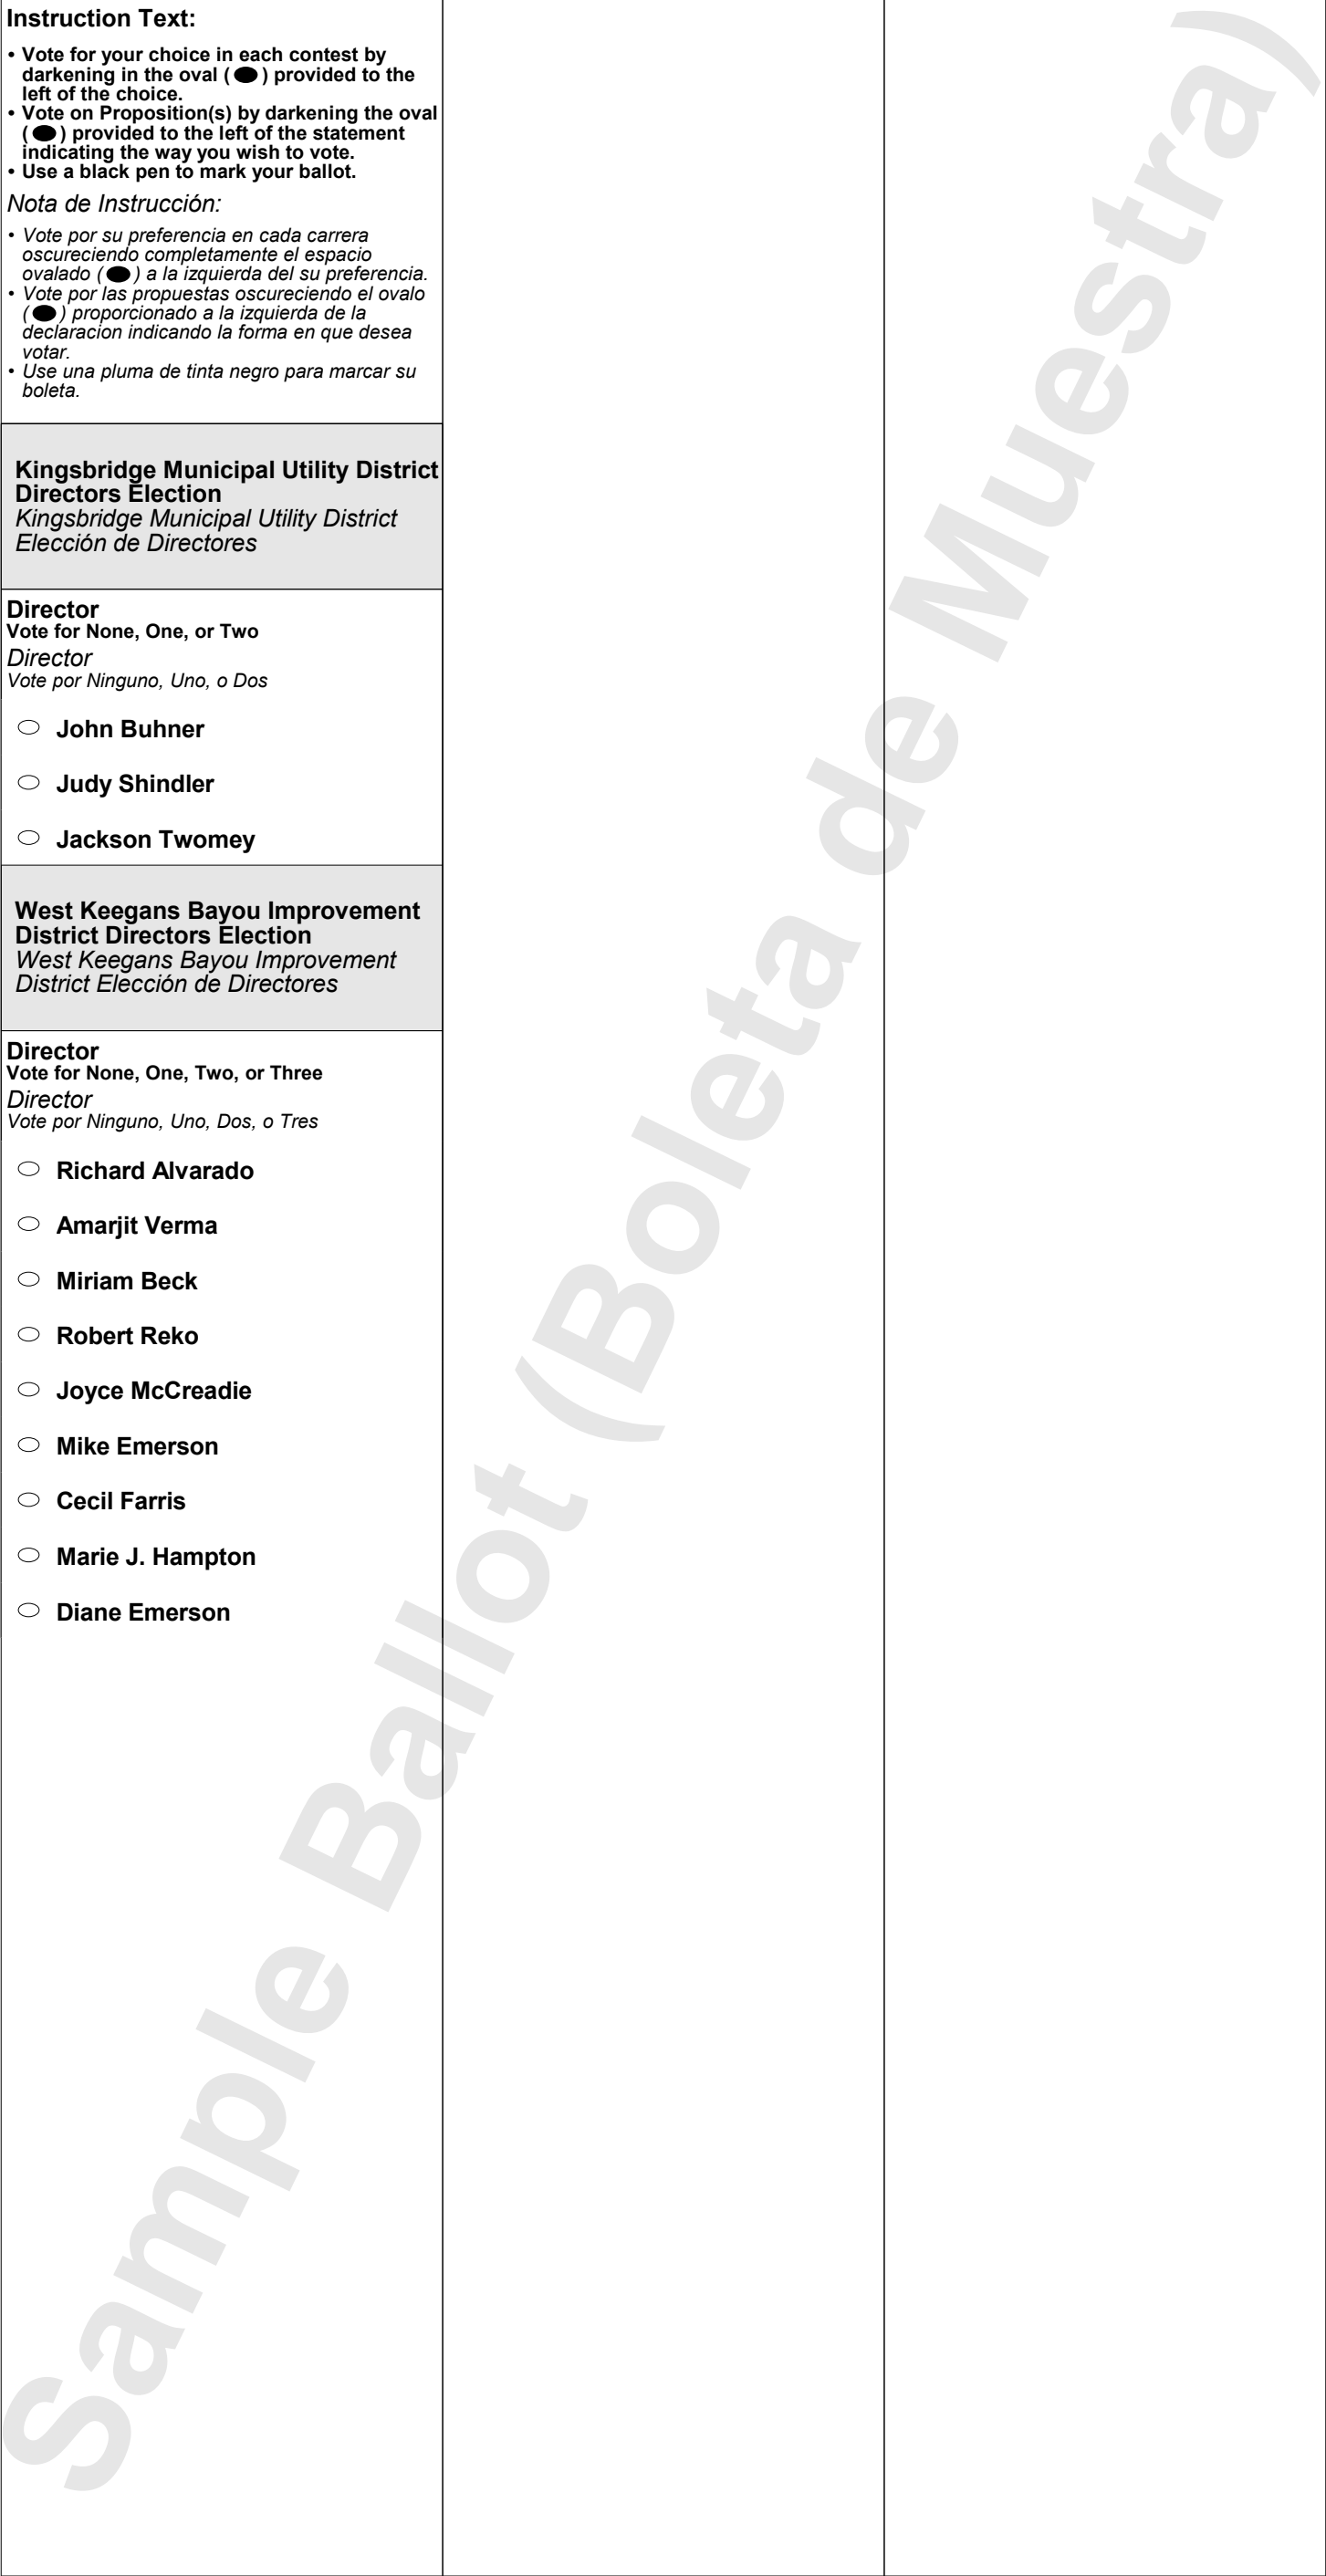 Instruction Text:
• Vote for your choice in each contest by
darkening in the oval (⬬) provided to the
left of the choice.
• Vote on Proposition(s) by darkening the oval
(⬬) provided to the left of the statement
indicating the way you wish to vote.
• Use a black pen to mark your ballot.
Nota de Instrucción:
• Vote por su preferencia en cada carrera
oscureciendo completamente el espacio
ovalado (⬬) a la izquierda del su preferencia.
• Vote por las propuestas oscureciendo el ovalo
(⬬) proporcionado a la izquierda de la
declaracion indicando la forma en que desea
votar.
• Use una pluma de tinta negro para marcar su
boleta.
Kingsbridge Municipal Utility District
Directors Election
Kingsbridge Municipal Utility District
Elección de Directores
Director
Vote for None, One, or Two
Director
Vote por Ninguno, Uno, o Dos
John Buhner
Judy Shindler
Jackson Twomey
West Keegans Bayou Improvement
District Directors Election
West Keegans Bayou Improvement
District Elección de Directores
Director
Vote for None, One, Two, or Three
Director
Vote por Ninguno, Uno, Dos, o Tres
Richard Alvarado
Amarjit Verma
Miriam Beck
Robert Reko
Joyce McCreadie
Mike Emerson
Cecil Farris
Marie J. Hampton
Diane Emerson
Sample Ballot (Boleta de Muestra)